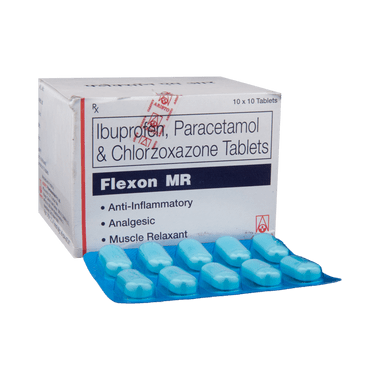 Rx
10 x 10 Tablets
Ibuprofen, Paracetamol
& Chlorzoxazone Tablets
Flexon MR
• Anti-Inflammatory
• Analgesic
• Muscle Relaxant